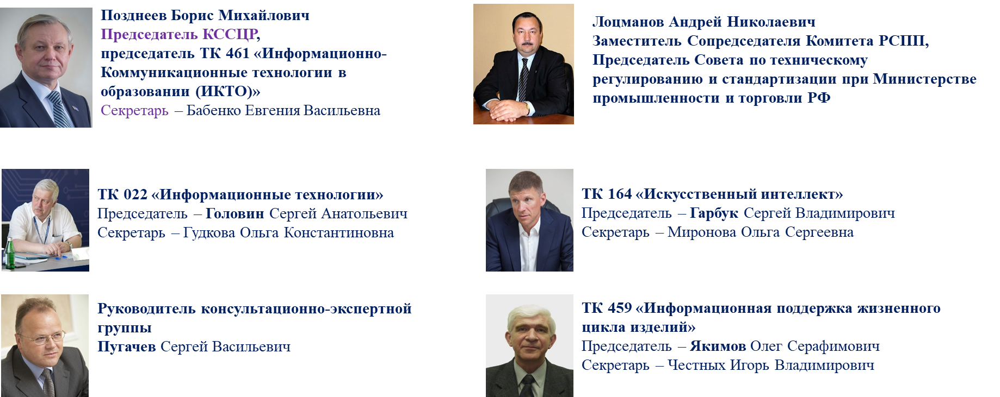 Позднеев Борис Михайлович
Председатель КССЦР,
председатель ТК 461 «Информационно-
Коммуникационные технологии в
образовании (ИКТО)»
Секретарь – Бабенко Евгения Васильевна
Лоцманов Андрей Николаевич
Заместитель Сопредседателя Комитета РСПП,
Председатель Совета по техническому
регулированию и стандартизации при Министерстве
промышленности и торговли РФ
ТК 022 «Информационные технологии»
Председатель – Головин Сергей Анатольевич
Секретарь – Гудкова Ольга Константиновна
ТК 164 «Искусственный интеллект»
Председатель – Гарбук Сергей Владимирович
Секретарь – Миронова Ольга Сергеевна
Руководитель консультационно-экспертной
группы
Пугачев Сергей Васильевич
ТК 459 «Информационная поддержка жизненного
цикла изделий»
Председатель – Якимов Олег Серафимович
Секретарь – Честных Игорь Владимирович